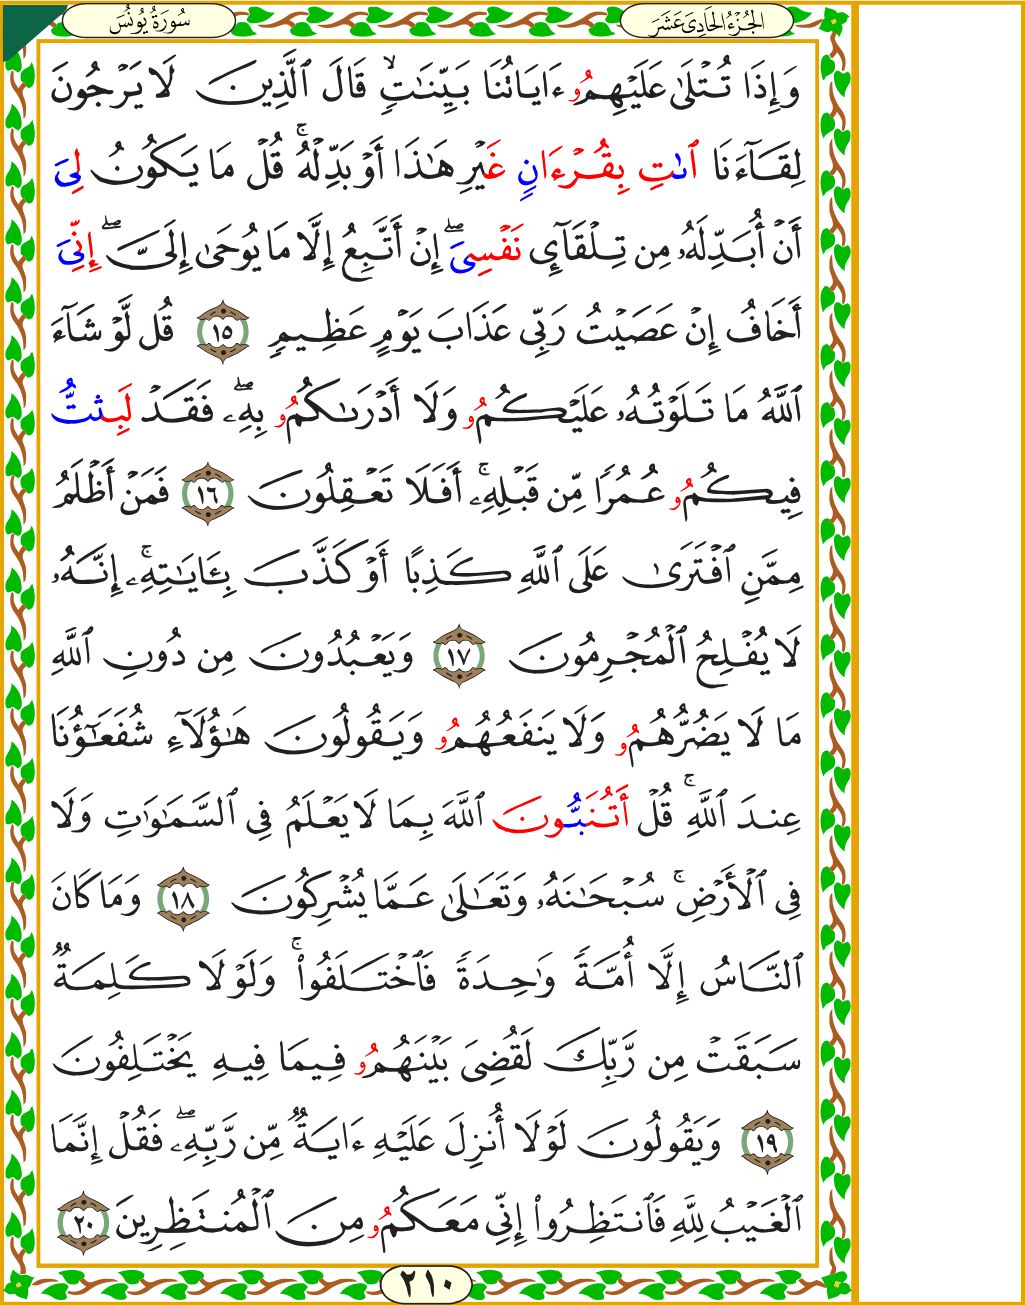 سُورَةُ يُونُسَ
الجُزْءُ الحَادِي عَشَرَ
وَإِذَا تُتۡلَىٰ عَلَيۡهِمُۥ ءَايَاتُنَا بَيِّنَٰتٖۙ قَالَ ٱلَّذِينَ لَا يَرۡجُونَ
لِقَآءَنَا ٱتِ بِقُرۡءَانٍ غَيۡرِ هَٰذَا أَوۡ بَدِّلۡهُۚ قُلۡ مَا يَكُونُ لِيَ
أَنۡ أُبَدِّلَهُۥ مِن تِلۡقَآيِٕ نَفۡسِيَۖ إِنۡ أَتَّبِعُ إِلَّا مَا يُوحَىٰٓ إِلَيَّۖ إِنِّيَ
أَخَافُ إِنۡ عَصَيۡتُ رَبِّي عَذَابَ يَوۡمٍ عَظِيمٖ ١٥ قُل لَّوۡ شَآءَ
ٱللَّهُ مَا تَلَوۡتُهُۥ عَلَيۡكُمُۥ وَلَآ أَدۡرَىٰكُمُۥ بِهِۦۖ فَقَدۡ لَبِثتُّ
فِيكُمُۥ عُمُرٗا مِّن قَبۡلِهِۦٓۚ أَفَلَا تَعۡقِلُونَ ١٦ فَمَنۡ أَظۡلَمُ
مِمَّنِ ٱفۡتَرَىٰ عَلَى ٱللَّهِ كَذِبًا أَوۡ كَذَّبَ بِـَٔايَٰتِهِۦٓۚ إِنَّهُۥ
لَا يُفۡلِحُ ٱلۡمُجۡرِمُونَ ١٧ وَيَعۡبُدُونَ مِن دُونِ ٱللَّهِ
مَا لَا يَضُرُّهُمُۥ وَلَا يَنفَعُهُمُۥ وَيَقُولُونَ هَٰٓؤُلَآءِ شُفَعَٰٓؤُنَا
عِندَ ٱللَّهِۚ قُلۡ أَتُنَبُّونَ ٱللَّهَ بِمَا لَا يَعۡلَمُ فِي ٱلسَّمَٰوَٰتِ وَلَا
فِي ٱلۡأَرۡضِۚ سُبۡحَٰنَهُۥ وَتَعَٰلَىٰ عَمَّا يُشۡرِكُونَ ١٨ وَمَا كَانَ
ٱلنَّاسُ إِلَّآ أُمَّةٗ وَٰحِدَةٗ فَٱخۡتَلَفُواْۚ وَلَوۡلَا كَلِمَةٞ
سَبَقَتۡ مِن رَّبِّكَ لَقُضِيَ بَيۡنَهُمُۥ فِيمَا فِيهِ يَخۡتَلِفُونَ
١٩ وَيَقُولُونَ لَوۡلَآ أُنزِلَ عَلَيۡهِ ءَايَةٞ مِّن رَّبِّهِۦۖ فَقُلۡ إِنَّمَا
ٱلۡغَيۡبُ لِلَّهِ فَٱنتَظِرُوٓاْ إِنِّي مَعَكُمُۥ مِنَ ٱلۡمُنتَظِرِينَ ٢٠
٢١٠